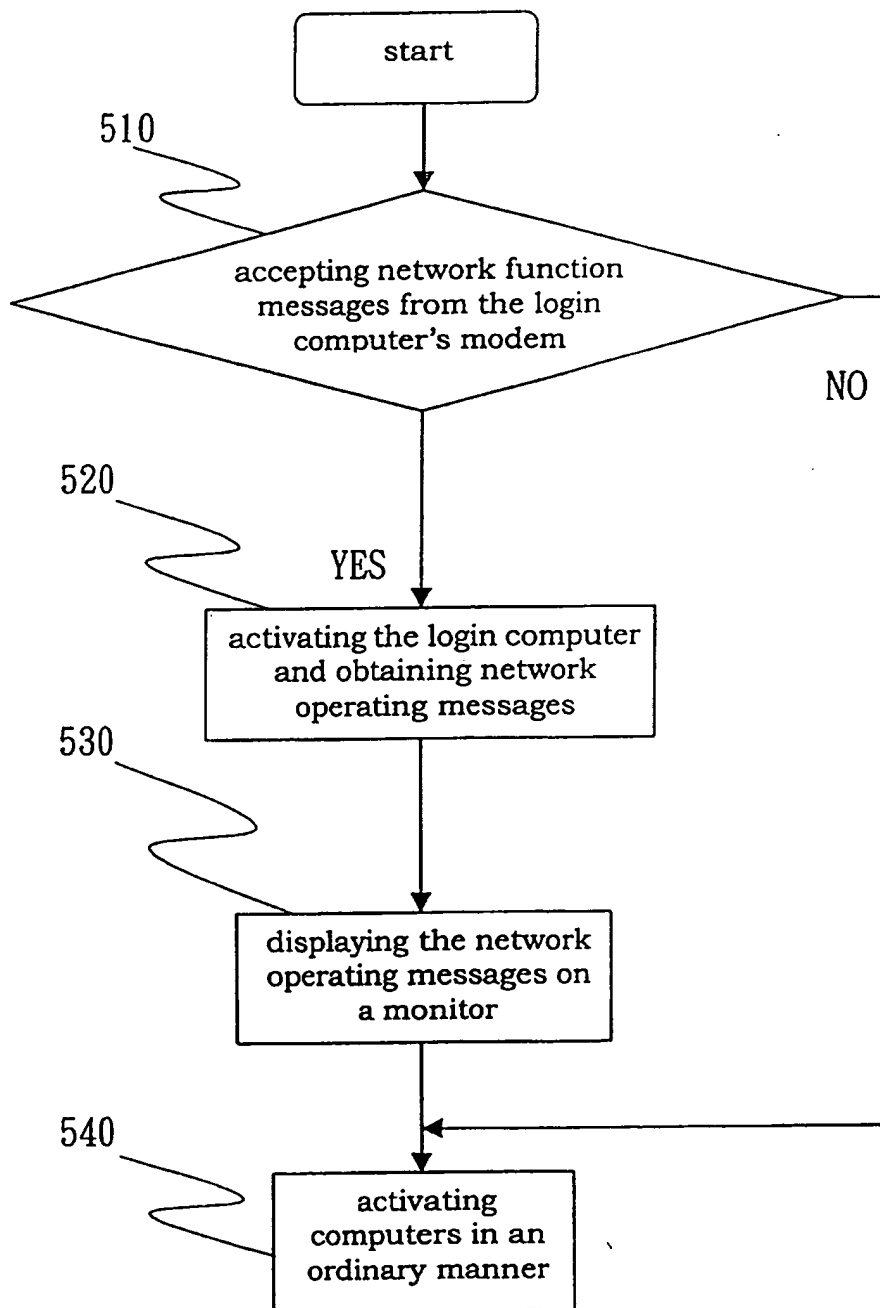 start
510
accepting network function
messages from the login
computer's modem
NO
520
YES
activating the login computer
and obtaining network
operating messages
530
displaying the network
operating messages on
a monitor
540
activating
computers in an
ordinary manner